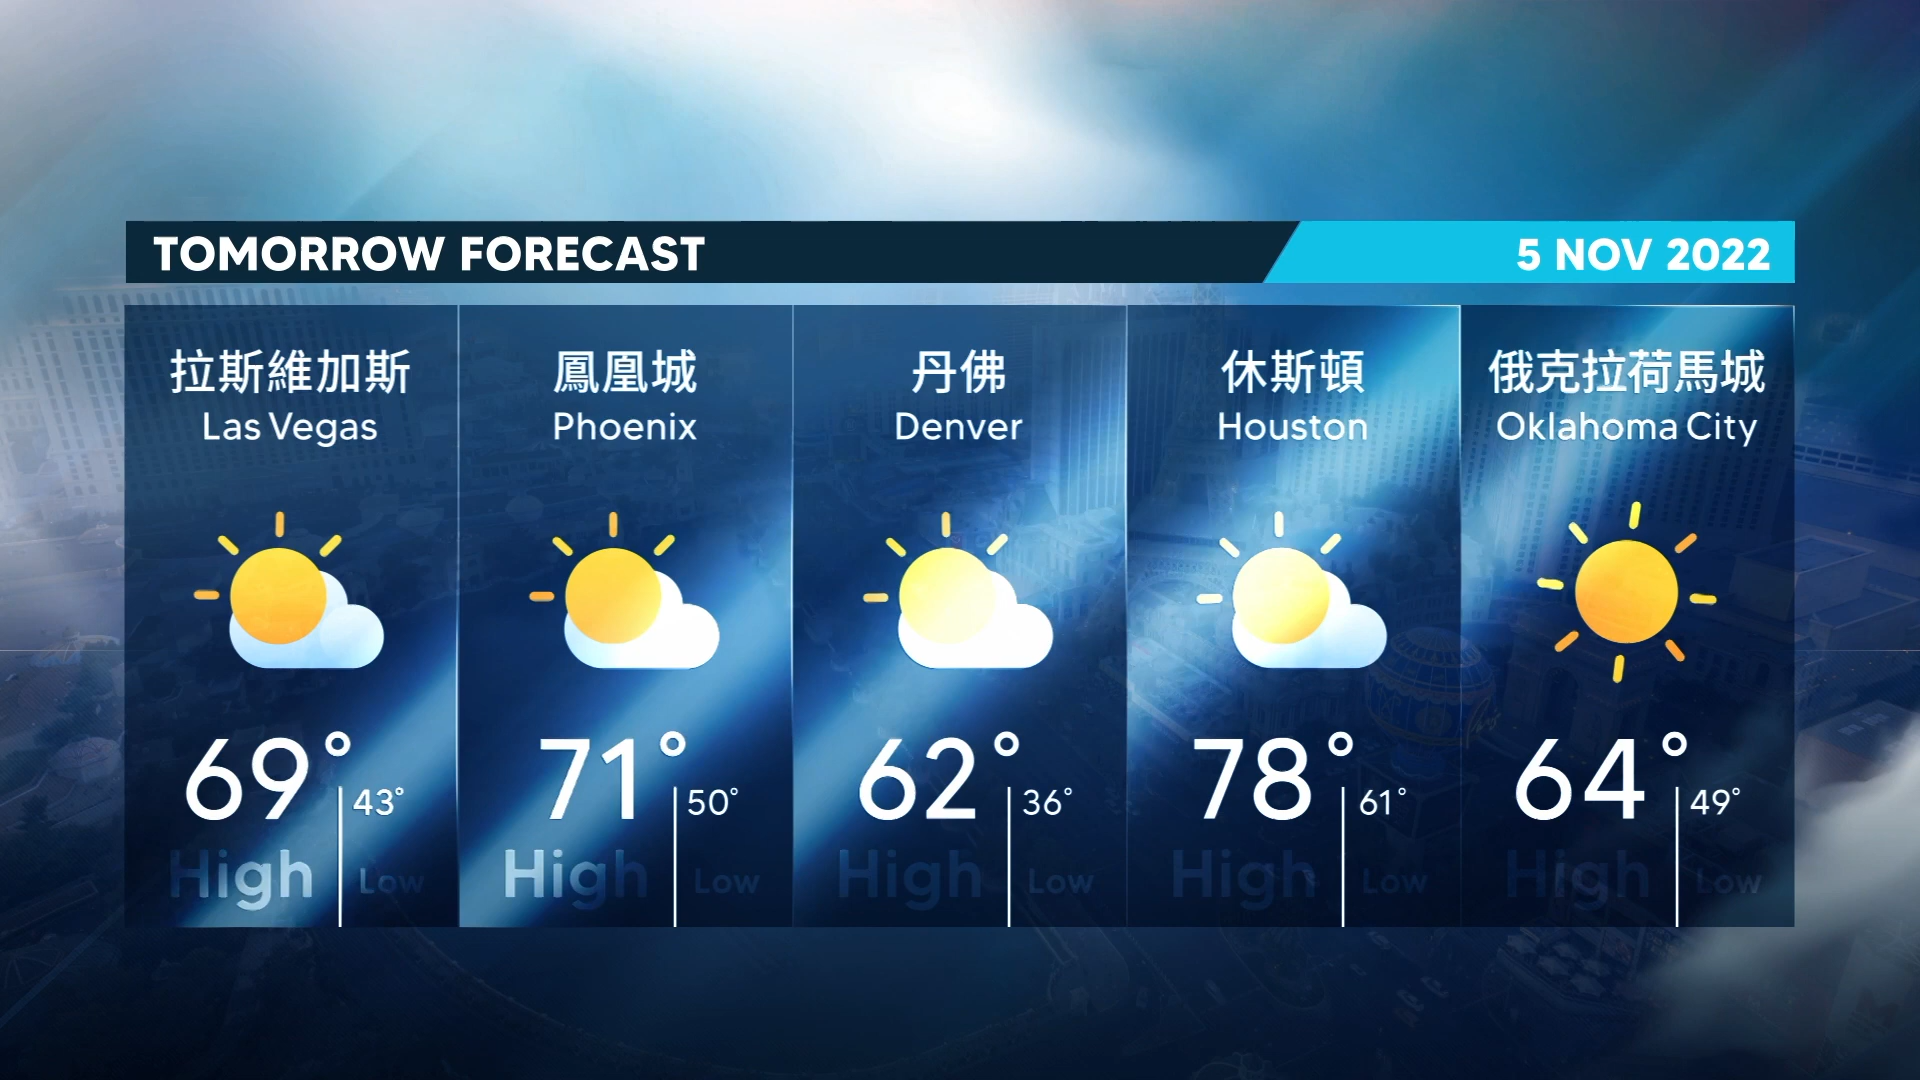 TOMORROW FORECAST
5 NOV 2022
拉斯維加斯
Las Vegas
69°
43°
High
Low
鳳凰城
Phoenix
71°
50°
High
Low
丹佛
Denver
62°
36°
High
Low
休斯頓
Houston
78°
61°
High
Low
俄克拉荷馬城
Oklahoma City
64°
49°
High
Low